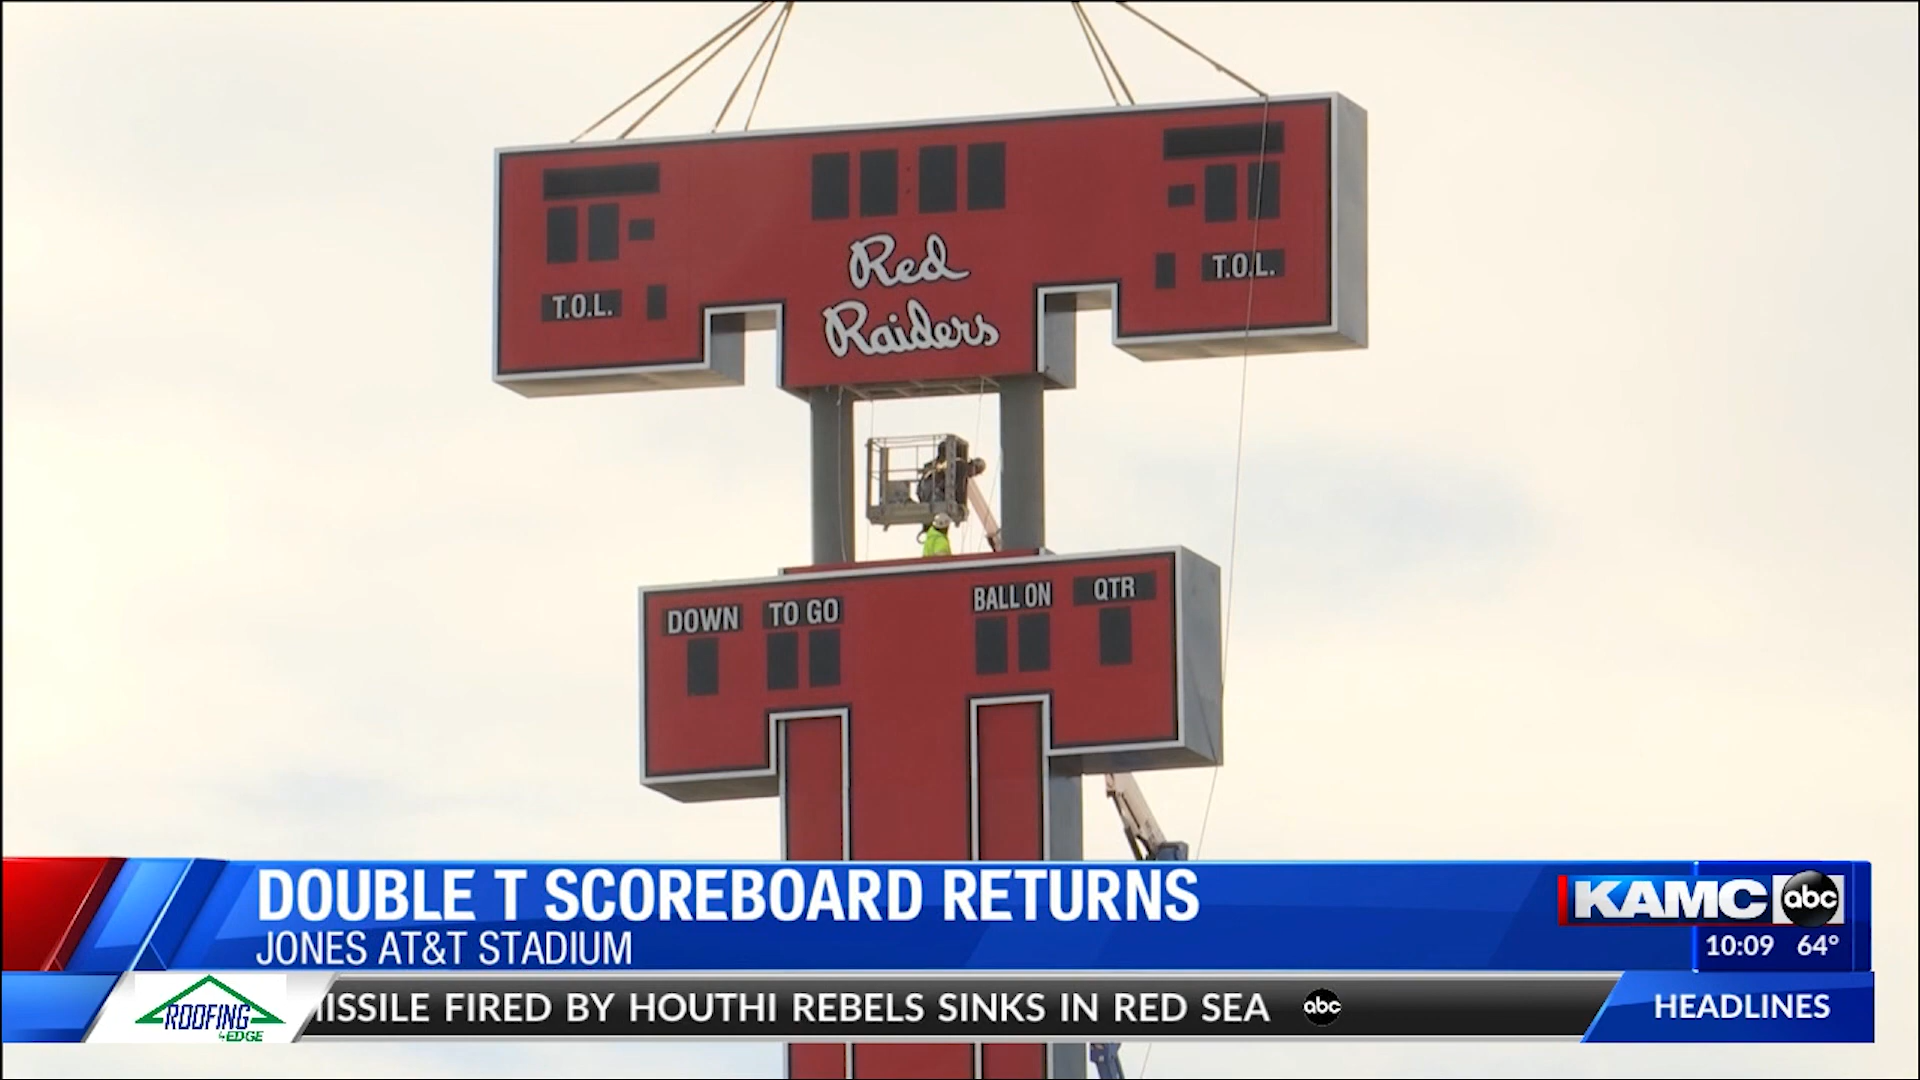 T.O.L.
Red
Raiders
T.O.L.
DOWN
TO GO
BALL ON
QTR
DOUBLE T SCOREBOARD RETURNS
JONES AT&T STADIUM
KAMC abc
10:09 64°
ROOFING
EDGE
ISSILE FIRED BY HOUTHI REBELS SINKS IN RED SEA abc
HEADLINES